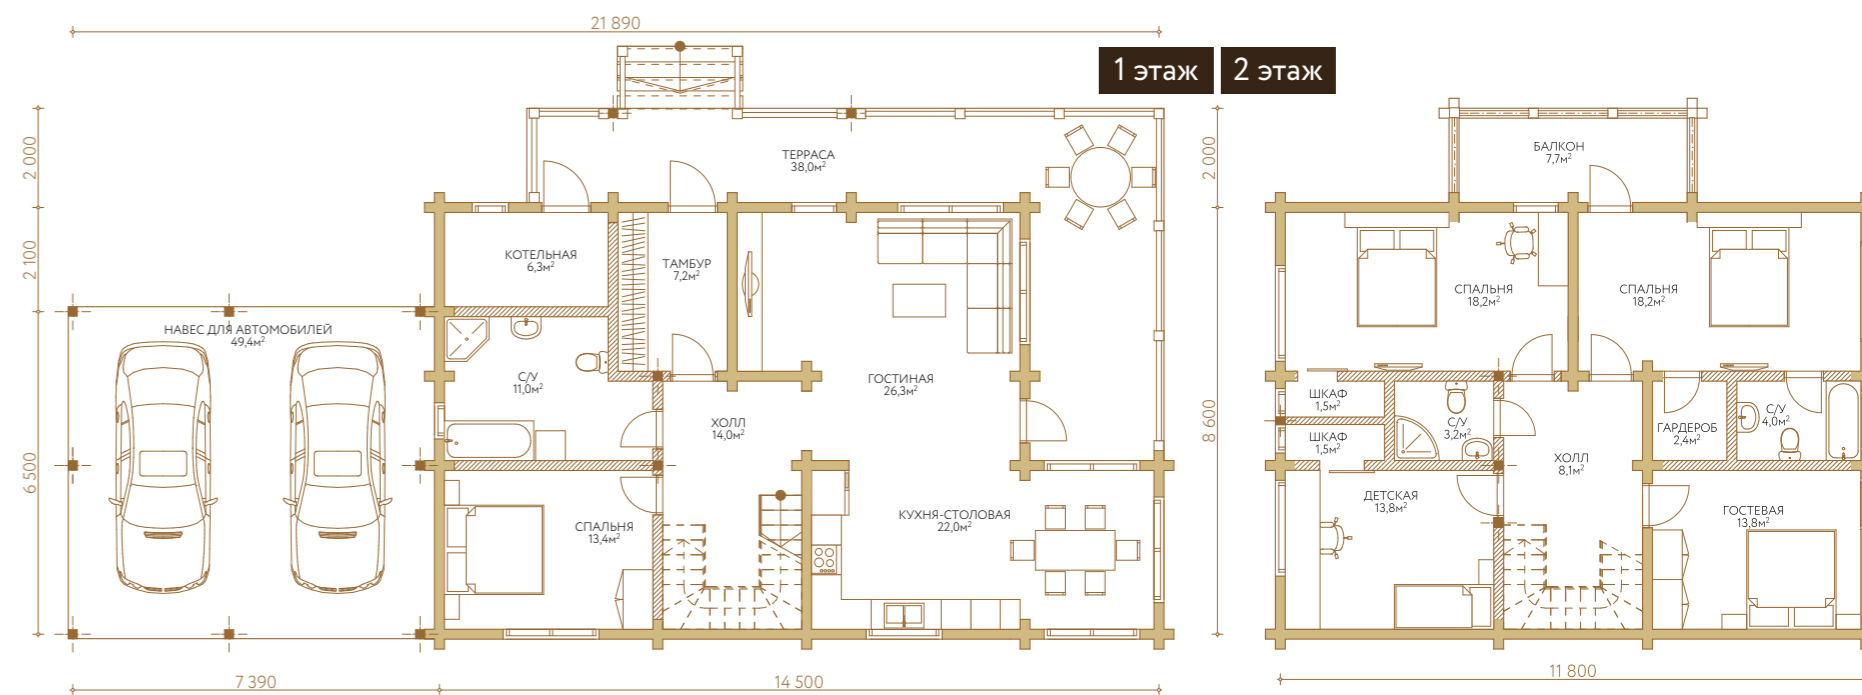 21 890
1 этаж
2 этаж
2 000
2 100
6 500
ТЕРРАСА
38,0м²
КОТЕЛЬНАЯ
6,3м²
ТАМБУР
7,2м²
НАВЕС ДЛЯ АВТОМОБИЛЕЙ
49,4м²
С/У
11,0м²
ГОСТИНАЯ
26,3м²
ХОЛЛ
14,0м²
СПАЛЬНЯ
13,4м²
КУХНЯ-СТОЛОВАЯ
22,0м²
7 390
14 500
2 000
8 600
БАЛКОН
7,7м²
СПАЛЬНЯ
18,2м²
СПАЛЬНЯ
18,2м²
ШКАФ
1,5м²
ШКАФ
1,5м²
С/У
3,2м²
ГАРДЕРОБ
2,4м²
С/У
4,0м²
ХОЛЛ
8,1м²
ДЕТСКАЯ
13,8м²
ГОСТЕВАЯ
13,8м²
11 800